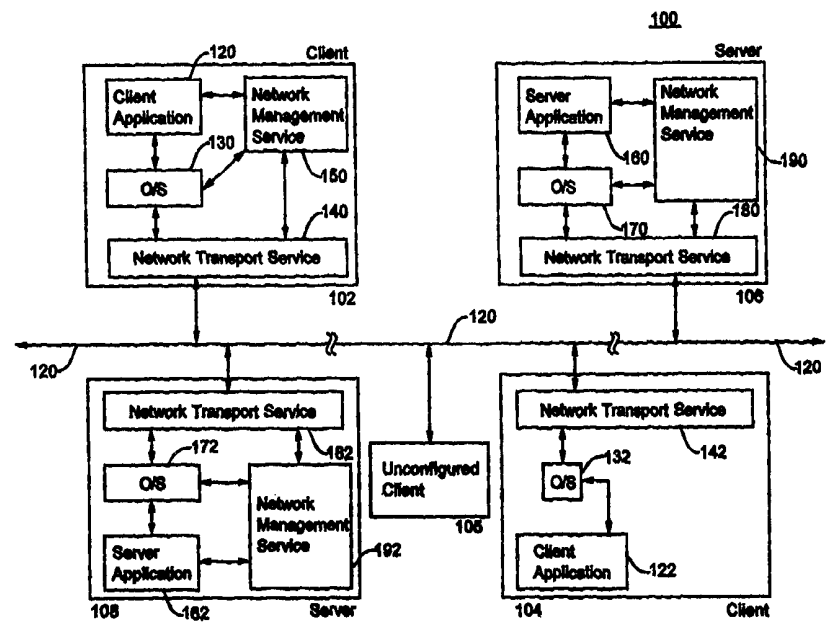 100
Client
120
Client
Application
Network
Management
Service
130
150
O/S
140
Network Transport Service
102
Server
Server
Application
Network
Management
Service
160
190
O/S
170
180
Network Transport Service
106
120
120
120
Network Transport Service
182
172
O/S
Network
Management
Service
Server
Application
192
108
162
Server
Unconfigured
Client
105
Network Transport Service
142
132
O/S
Client
Application
122
104
Client